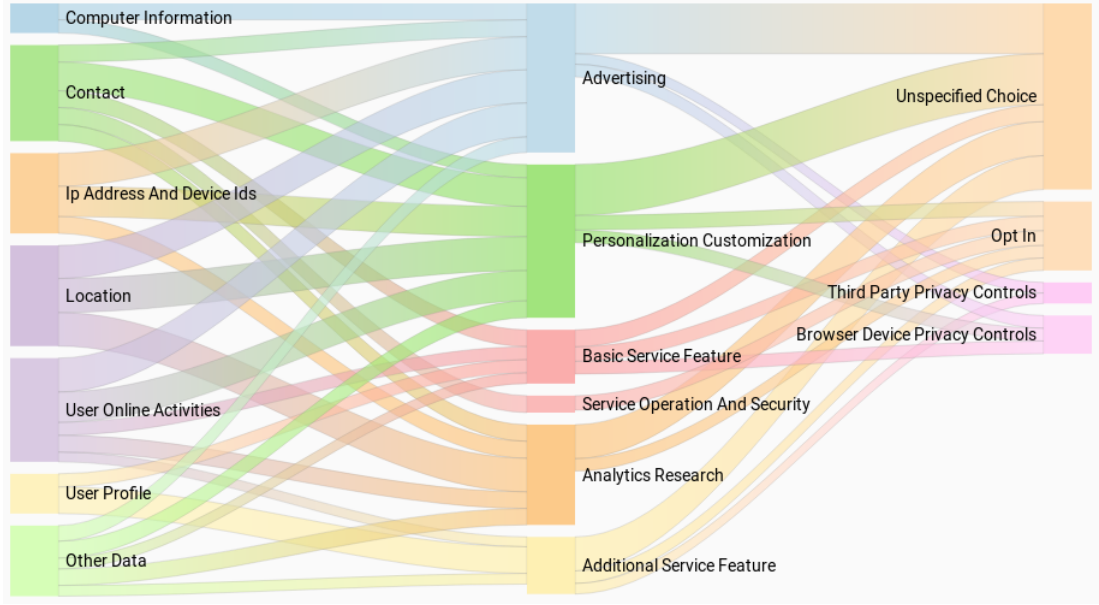 Computer Information
Contact
Ip Address And Device Ids
Location
User Online Activities
User Profile
Other Data
Advertising
Personalization Customization
Basic Service Feature
Service Operation And Security
Analytics Research
Additional Service Feature
Unspecified Choice
Opt In
Third Party Privacy Controls
Browser Device Privacy Controls